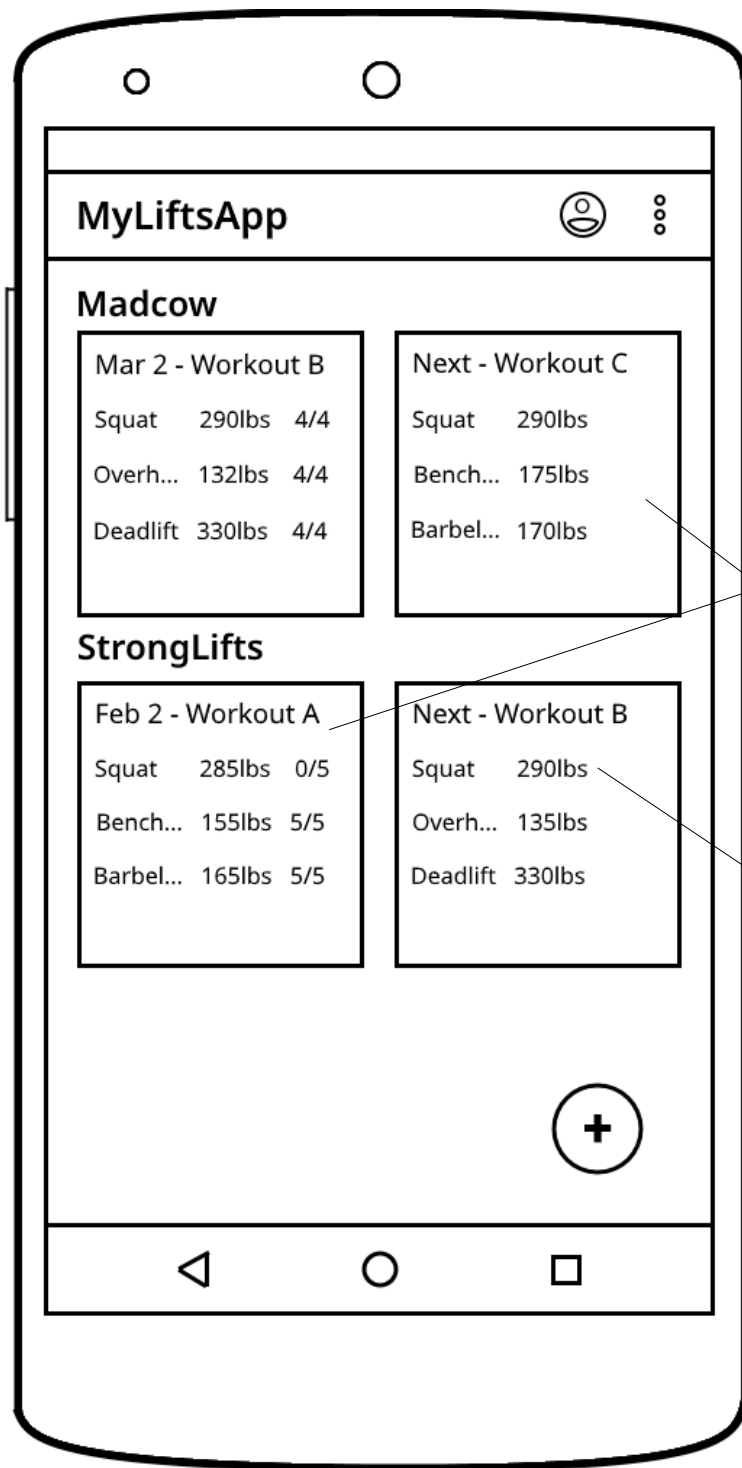 MyLiftsApp
Madcow
Mar 2 - Workout B
Squat 290lbs 4/4
Overh... 132lbs 4/4
Deadlift 330lbs 4/4
Next - Workout C
Squat 290lbs
Bench... 175lbs
Barbel... 170lbs
StrongLifts
Feb 2 - Workout A
Squat 285lbs 0/5
Bench... 155lbs 5/5
Barbel... 165lbs 5/5
Next - Workout B
Squat 290lbs
Overh... 135lbs
Deadlift 330lbs
+